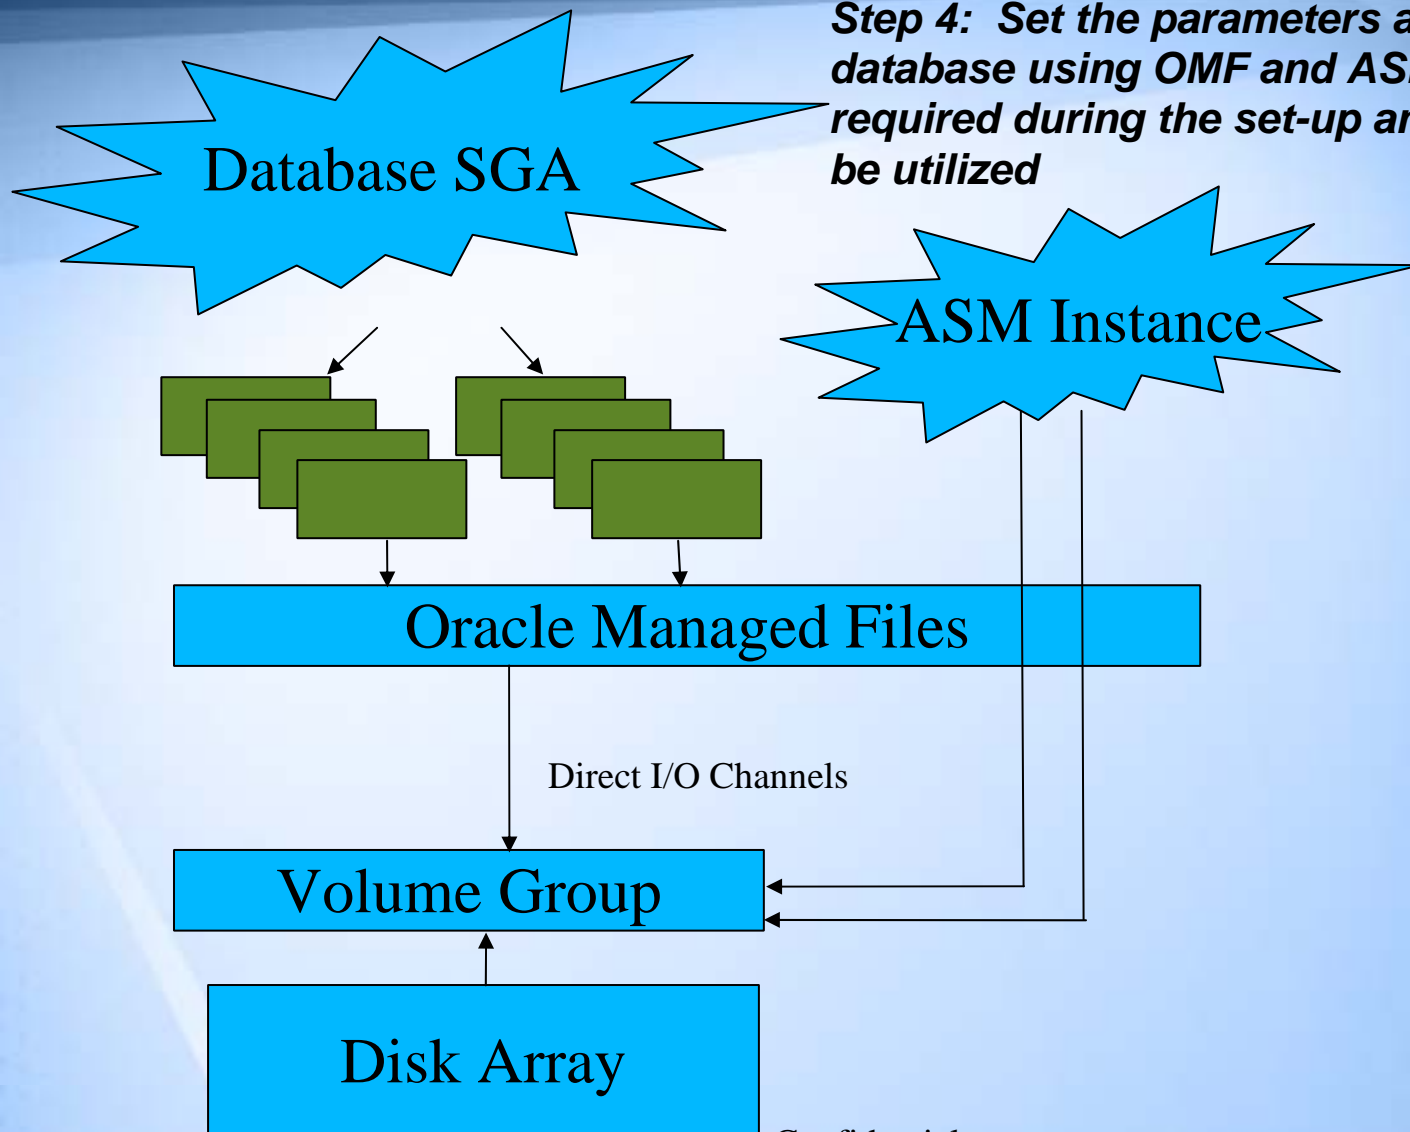 Step 4: Set the parameters a
database using OMF and AS
required during the set-up a
be utilized
Database SGA
ASM Instance
Oracle Managed Files
Direct I/O Channels
Volume Group
Disk Array